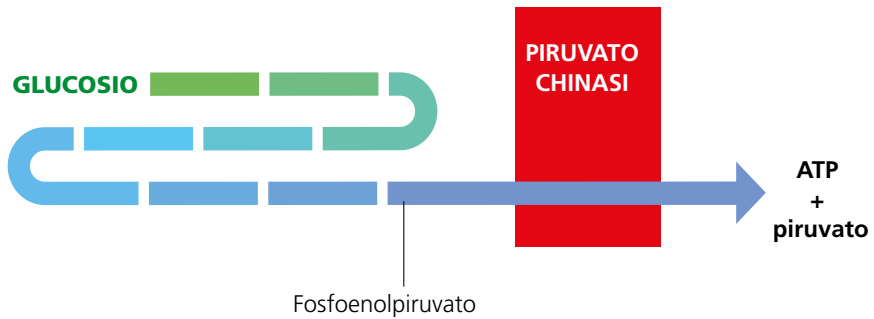 PIRUVATO
CHINASI
GLUCOSIO
ATP
+
piruvato
Fosfoenolpiruvato